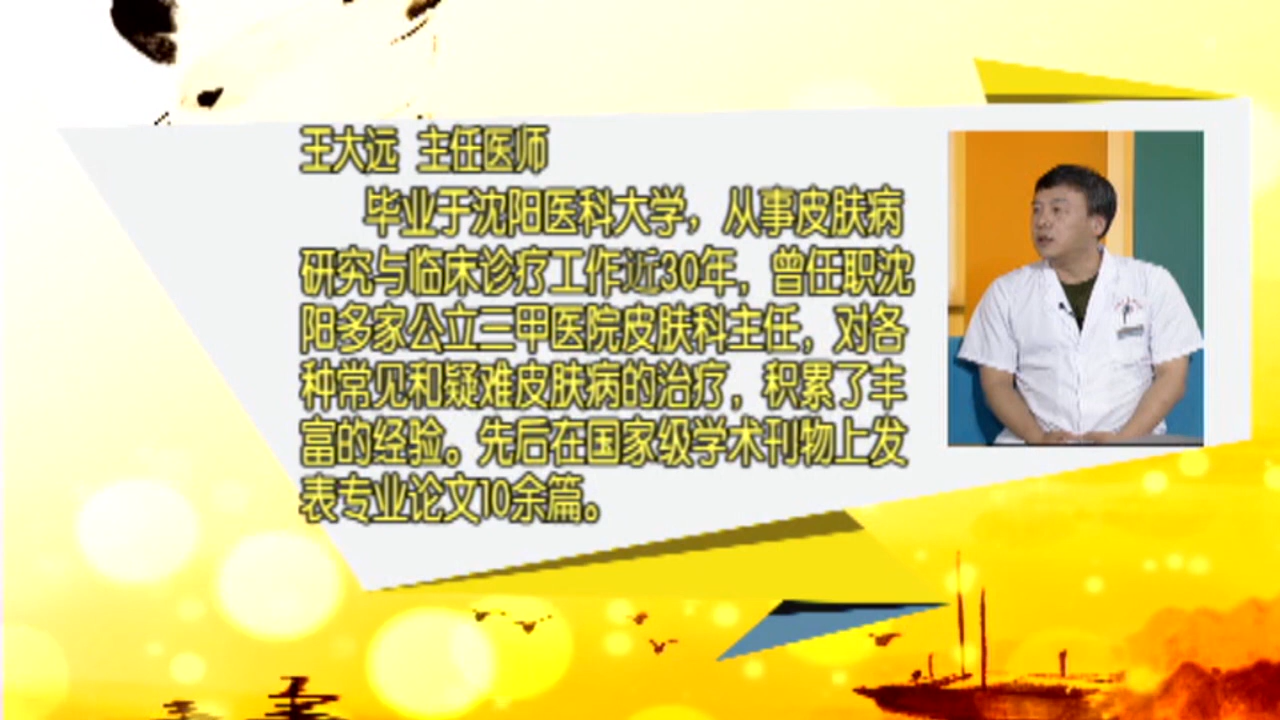 王大远 主任医师
毕业于沈阳医科大学，从事皮肤病
研究与临床诊疗工作近30年，曾任职沈
阳多家公立三甲医院皮肤科主任，对各
种常见和疑难皮肤病的治疗，积累了丰
富的经验。先后在国家级学术刊物上发
表专业论文10余篇。